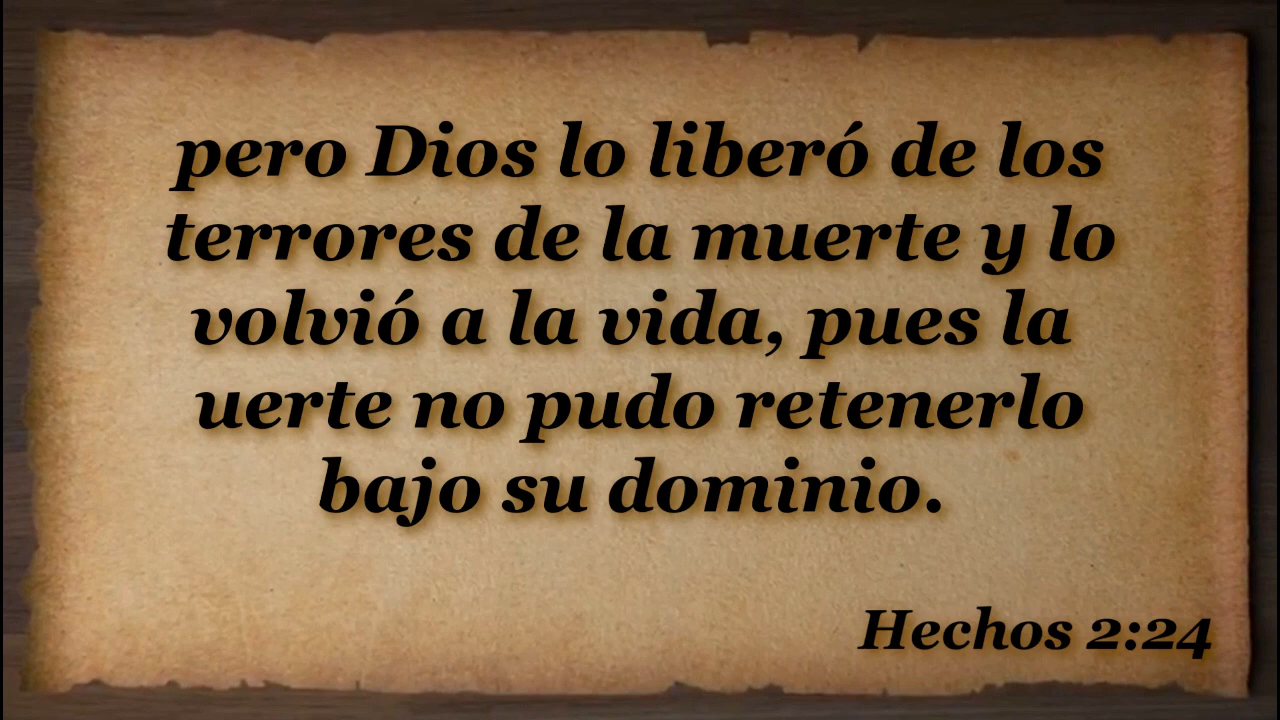 pero Dios lo liberó de los
terrores de la muerte y lo
volvió a la vida, pues la
uerte no pudo retenerlo
bajo su dominio.
Hechos 2:24